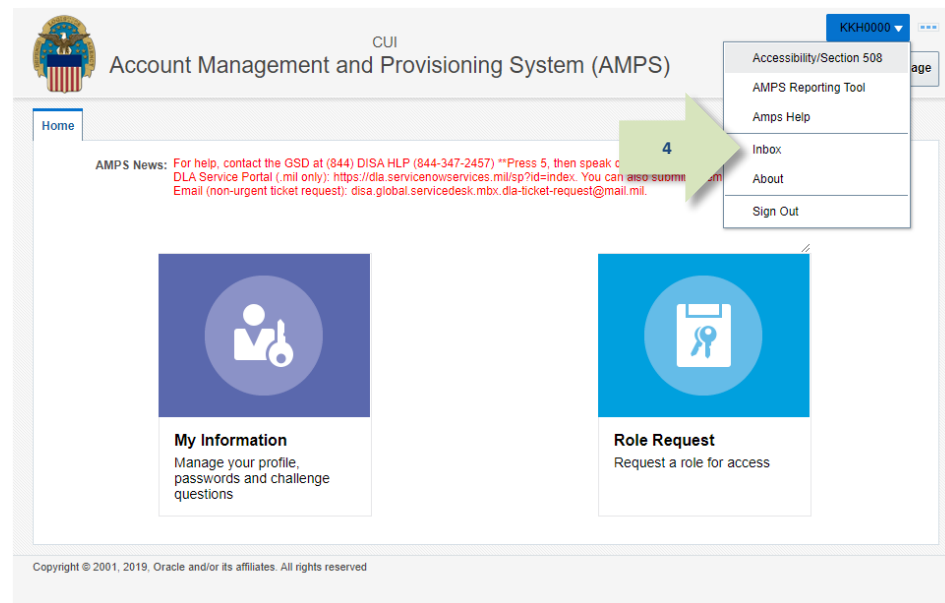 CUI
Account Management and Provisioning System (AMPS)
KKH0000
age
Accessibility/Section 508
AMPS Reporting Tool
Amps Help
Inbox
About
Sign Out
4
Home
AMPS News: For help, contact the GSD at (844) DISA HLP (844-347-2457) **Press 5, then speak
DLA Service Portal (.mil only): https://dla.servicenowservices.mil/sp?id=index. You can also submit
Email (non-urgent ticket request): disa.global.servicedesk.mbx.dla-ticket-request@mail.mil.
My Information
Manage your profile,
passwords and challenge
questions
Role Request
Request a role for access
Copyright © 2001, 2019, Oracle and/or its affiliates. All rights reserved